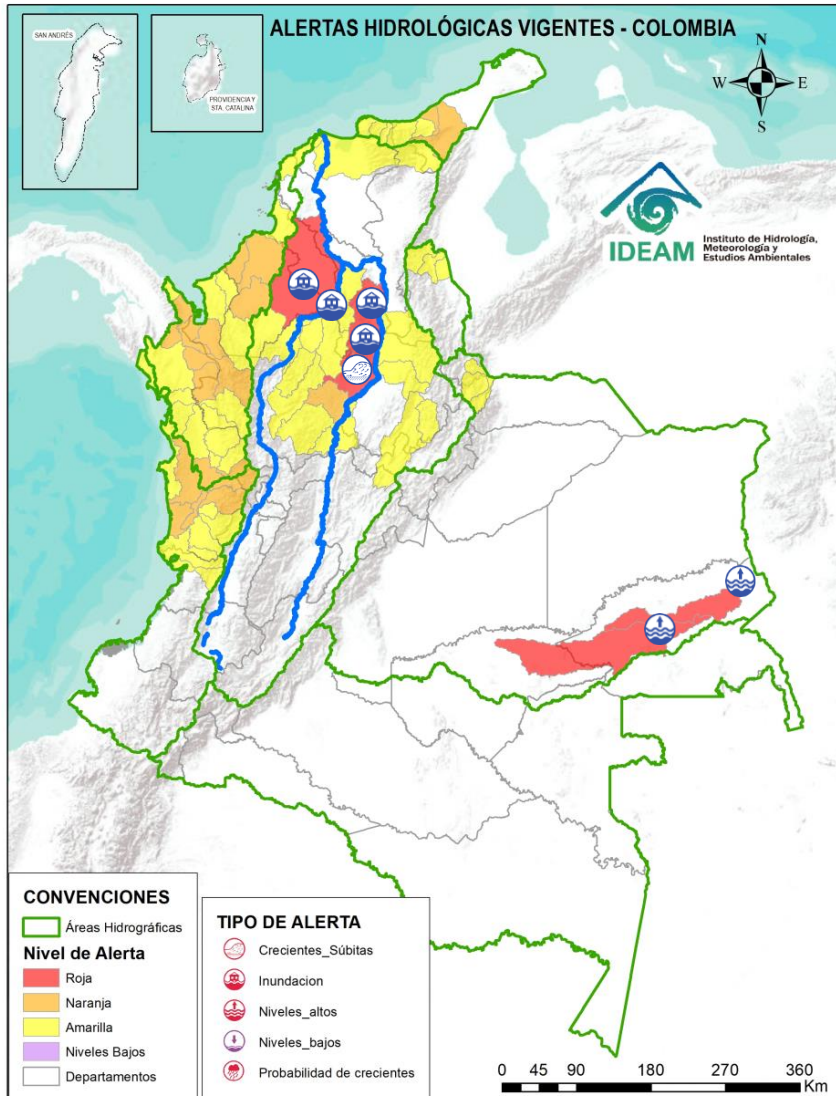 ALERTAS HIDROLÓGICAS VIGENTES - COLOMBIA
SAN ANDRÉS
PROVIDENCIA Y
STA. CATALINA
N
W
E
S
IDEAM
Instituto de Hidrología,
Meteorología y
Estudios Ambientales
CONVENCIONES
Áreas Hidrográficas
Nivel de Alerta
Roja
Naranja
Amarilla
Niveles Bajos
Departamentos
TIPO DE ALERTA
Crecientes_Súbitas
Inundacion
Niveles_altos
Niveles_bajos
Probabilidad de crecientes
0 45 90 180 270 360
Km